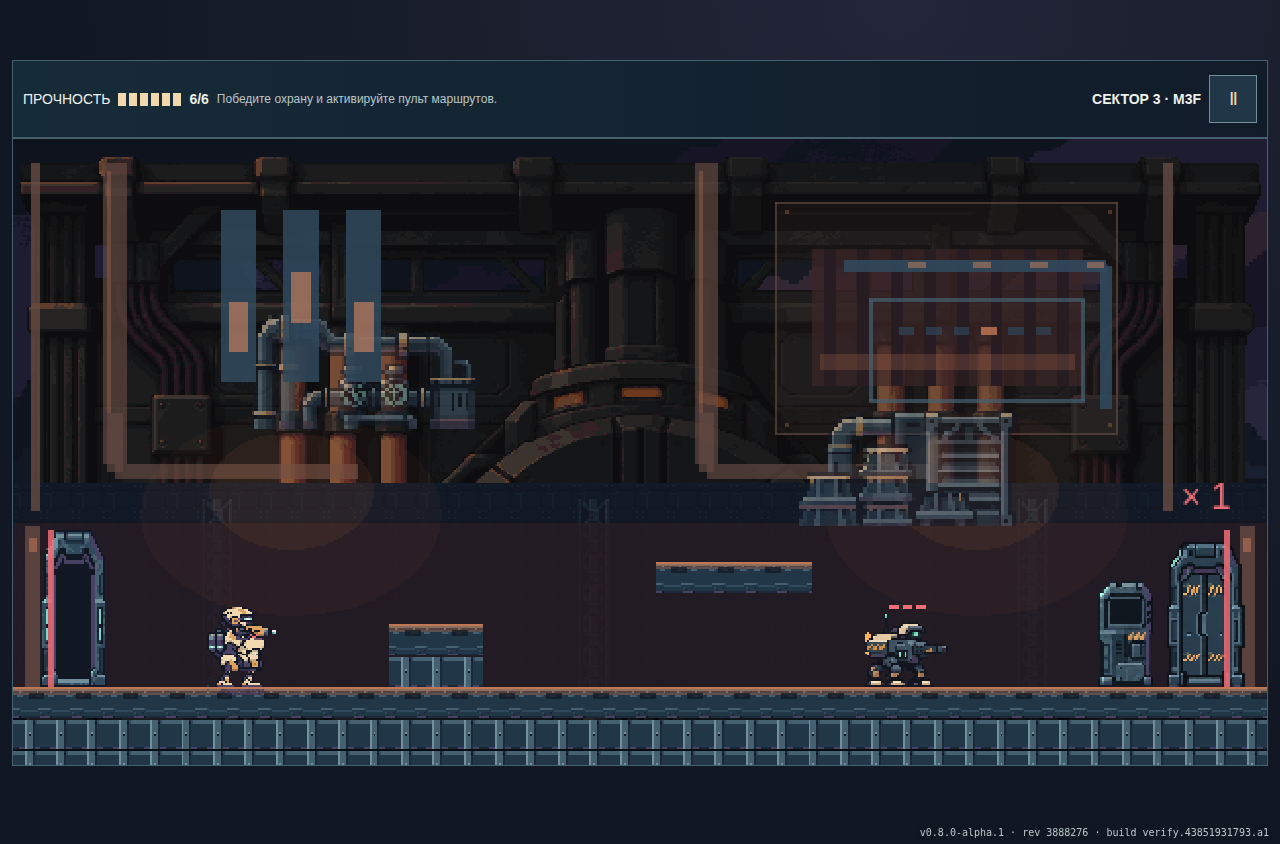 ПРОЧНОСТЬ 6/6 Победите охрану и активируйте пульт маршрутов.
СЕКТОР 3 · M3F
× 1
v0.8.0-alpha.1 · rev 3888276 · build verify.43851931793.a1